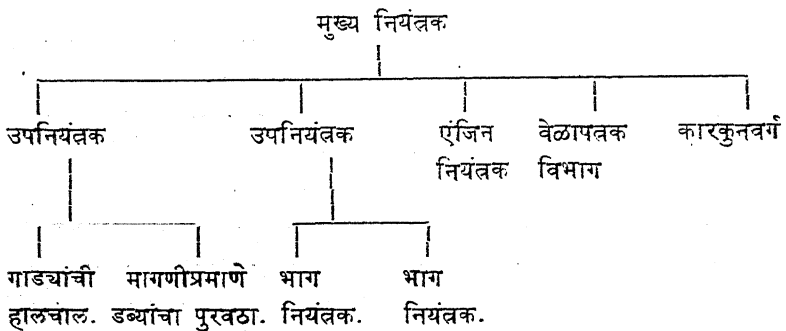 मुख्य नियंत्रक
उपनियंत्रक उपनियंत्रक एंजिन वेळापत्रक कारकुनवर्ग
नियंत्रक विभाग
गाड्यांची मागणीप्रमाणे भाग भाग
हालचाल. डब्यांचा पुरवठा. नियंत्रक. नियंत्रक.